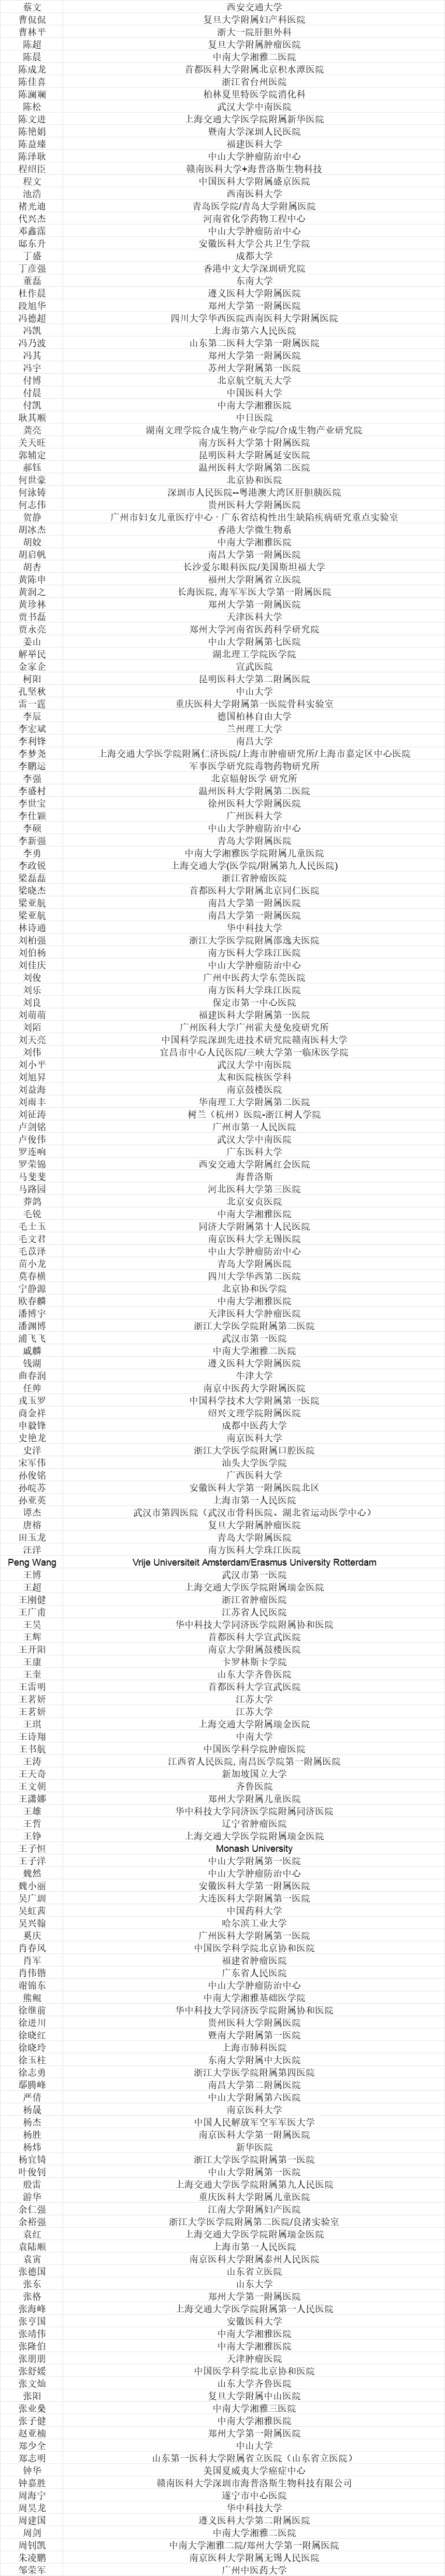 蔡文 西安交通大学
曹侃侃 复旦大学附属妇产科医院
曹林平 浙大一院肝胆外科
陈超 复旦大学附属肿瘤医院
陈晨 中南大学湘雅二医院
陈成龙 首都医科大学附属北京积水潭医院
陈佳喜 浙江省台州医院
陈澜斓 柏林夏里特医学院消化科
陈松 武汉大学中南医院
陈文进 上海交通大学医学院附属新华医院
陈艳娟 暨南大学深圳人民医院
陈益臻 福建医科大学
陈泽耿 中山大学肿瘤防治中心
程绍臣 赣南医科大学+海普洛斯生物科技
程文 中国医科大学附属盛京医院
池浩 西南医科大学
褚光迪 青岛医学院/青岛大学附属医院
代兴杰 河南省化学药物工程中心
邓鑫霈 中山大学肿瘤防治中心
邸东升 安徽医科大学公共卫生学院
丁盛 成都大学
丁彦强 香港中文大学深圳研究院
董磊 东南大学
杜作晨 遵义医科大学附属医院
段旭华 郑州大学第一附属医院
冯德超 四川大学华西医院西南医科大学附属医院
冯凯 上海市第六人民医院
冯乃波 山东第二医科大学第一附属医院
冯其 郑州大学第一附属医院
冯宇 苏州大学附属第一医院
付博 北京航空航天大学
付晨 中国医科大学
付凯 中南大学湘雅医院
耿其顺 中日医院
龚亮 湖南文理学院合成生物产业学院/合成生物产业研究院
关天旺 南方医科大学第十附属医院
郭辅定 昆明医科大学附属延安医院
郝钰 温州医科大学附属第二医院
何世豪 北京协和医院
何泳铸 深圳市人民医院--粤港澳大湾区肝胆胰医院
何志伟 贵州医科大学附属医院
贺静 广州市妇女儿童医疗中心 · 广东省结构性出生缺陷疾病研究重点实验室
胡冰杰 香港大学微生物系
胡姣 中南大学湘雅医院
胡启帆 南昌大学第一附属医院
胡杏 长沙爱尔眼科医院/美国斯坦福大学
黄陈申 福州大学附属省立医院
黄润之 长海医院, 海军军医大学第一附属医院
黄珍林 郑州大学第一附属医院
贾书磊 天津医科大学
贾永亮 郑州大学河南省医药科学研究院
姜山 中山大学附属第七医院
解举民 湖北理工学院医学院
金家企 宣武医院
柯阳 昆明医科大学第二附属医院
孔坚秋 中山大学
雷一霆 重庆医科大学附属第一医院骨科实验室
李辰 德国柏林自由大学
李宏斌 兰州理工大学
李利锋 南昌大学
李梦尧 上海交通大学医学院附属仁济医院/上海市肿瘤研究所/上海市嘉定区中心医院
李鹏运 军事医学研究院毒物药物研究所
李强 北京辐射医学 研究所
李盛村 温州医科大学附属第二医院
李世宝 徐州医科大学附属医院
李仕颖 广州医科大学
李硕 中山大学肿瘤防治中心
李新强 青岛大学附属医院
李勇 中南大学湘雅医学院附属儿童医院
李政锐 上海交通大学(医学院/附属第九人民医院)
梁磊磊 浙江省肿瘤医院
梁晓杰 首都医科大学附属北京同仁医院
梁亚航 南昌大学第一附属医院
梁亚航 南昌大学第一附属医院
林诗通 华中科技大学
刘柏强 浙江大学医学院附属邵逸夫医院
刘伯杨 南方医科大学珠江医院
刘佳庆 中山大学肿瘤防治中心
刘俊 广州中医药大学东莞医院
刘乐 南方医科大学珠江医院
刘良 保定市第一中心医院
刘萌萌 福建医科大学附属第一医院
刘陌 广州医科大学广州霍夫曼免疫研究所
刘天亮 中国科学院深圳先进技术研究院赣南医科大学
刘伟 宜昌市中心人民医院/三峡大学第一临床医学院
刘小平 武汉大学中南医院
刘旭昇 太和医院核医学科
刘益海 南京鼓楼医院
刘雨丰 华南理工大学附属第二医院
刘征涛 树兰（杭州）医院-浙江树人学院
卢剑铭 广州市第一人民医院
卢俊伟 武汉大学中南医院
罗连响 广东医科大学
罗荣锦 西安交通大学附属红会医院
马斐斐 海普洛斯
马路园 河北医科大学第三医院
莽鸽 北京安贞医院
毛锐 中南大学湘雅医院
毛士玉 同济大学附属第十人民医院
毛文君 南京医科大学无锡医院
毛苡泽 中山大学肿瘤防治中心
苗小龙 青岛大学附属医院
莫春横 四川大学华西第二医院
宁静源 北京协和医学院
欧春麟 中南大学湘雅医院
潘博宇 天津医科大学肿瘤医院
潘渊博 浙江大学医学院附属第二医院
浦飞飞 武汉市第一医院
戚麟 中南大学湘雅二医院
钱湖 遵义医科大学附属医院
曲春润 牛津大学
任帅 南京中医药大学附属医院
戎玉罗 中国科学技术大学附属第一医院
商金祥 绍兴文理学院附属医院
申毅锋 成都中医药大学
史艳龙 南京医科大学
史洋 浙江大学医学院附属口腔医院
宋军伟 汕头大学医学院
孙俊铭 广西医科大学
孙皖苏 安徽医科大学第一附属医院北区
孙亚英 上海市第一人民医院
谭杰 武汉市第四医院（武汉市骨科医院、湖北省运动医学中心）
唐榕 复旦大学附属肿瘤医院
田玉龙 青岛大学附属医院
汪洋 南方医科大学珠江医院
Peng Wang Vrije Universiteit Amsterdam/Erasmus University Rotterdam
王博 武汉市第一医院
王超 上海交通大学医学院附属瑞金医院
王刚健 浙江省肿瘤医院
王广甫 江苏省人民医院
王昊 华中科技大学同济医学院附属协和医院
王辉 首都医科大学宣武医院
王开阳 南京大学附属鼓楼医院
王康 卡罗林斯卡学院
王奎 山东大学齐鲁医院
王雷明 首都医科大学宣武医院
王茗妍 江苏大学
王茗妍 江苏大学
王琪 上海交通大学附属瑞金医院
王诗翔 中南大学
王书航 中国医学科学院肿瘤医院
王涛 江西省人民医院, 南昌医学院第一附属医院
王天奇 新加坡国立大学
王文朝 齐鲁医院
王潇娜 郑州大学附属儿童医院
王雄 华中科技大学同济医学院附属同济医院
王哲 辽宁省肿瘤医院
王铮 上海交通大学医学院附属瑞金医院
王子恒 Monash University
王子洋 中山大学附属第一医院
魏然 中山大学肿瘤防治中心
魏小丽 安徽医科大学第一附属医院
吴广圳 大连医科大学附属第一医院
吴虹茜 中国药科大学
吴兴翰 哈尔滨工业大学
奚庆 广州医科大学附属第一医院
肖春风 中国医学科学院北京协和医院
肖军 福建省肿瘤医院
肖伟锴 广东省人民医院
谢锦东 中山大学肿瘤防治中心
熊鲲 中南大学湘雅基础医学院
徐继前 华中科技大学同济医学院附属协和医院
徐进川 贵州医科大学附属医院
徐晓红 暨南大学附属第一医院
徐晓玲 上海市肺科医院
徐玉柱 东南大学附属中大医院
徐志勇 浙江大学医学院附属第四医院
鄢腾峰 南昌大学第二附属医院
严倩 中山大学附属第六医院
杨晟 南京医科大学
杨杰 中国人民解放军空军军医大学
杨胜 南京医科大学第一附属医院
杨炜 新华医院
杨宜锜 浙江大学医学院附属第一医院
叶俊钊 中山大学附属第一医院
殷雷 上海交通大学医学院附属第九人民医院
游华 重庆医科大学附属儿童医院
余仁强 江南大学附属妇产医院
余裕强 浙江大学医学院附属第二医院/良渚实验室
袁红 上海交通大学医学院附属瑞金医院
袁陆顺 上海市第一人民医院
袁寅 南京医科大学附属泰州人民医院
张德国 山东省立医院
张东 山东大学
张格 郑州大学第一附属医院
张海峰 上海交通大学医学院附属第一人民医院
张亨国 安徽医科大学
张靖伟 中南大学湘雅医院
张隆伯 中南大学湘雅医院
张朋朋 天津肿瘤医院
张舒媛 中国医学科学院北京协和医院
张文灿 山东大学齐鲁医院
张阳 复旦大学附属中山医院
张业燊 中南大学湘雅三医院
张子健 中南大学湘雅医院
赵亚楠 郑州大学第一附属医院
郑少全 中山大学
郑志明 山东第一医科大学附属省立医院（山东省立医院）
钟华 美国夏威夷大学癌症中心
钟嘉胜 赣南医科大学深圳市海普洛斯生物科技有限公司
周海宁 遂宁市中心医院
周昊龙 华中科技大学
周建国 遵义医科大学第二附属医院
周剑 中南大学湘雅二医院
周钊凯 中南大学湘雅二院/郑州大学第一附属医院
朱凌鹏 南京医科大学附属无锡人民医院
邹荣军 广州中医药大学